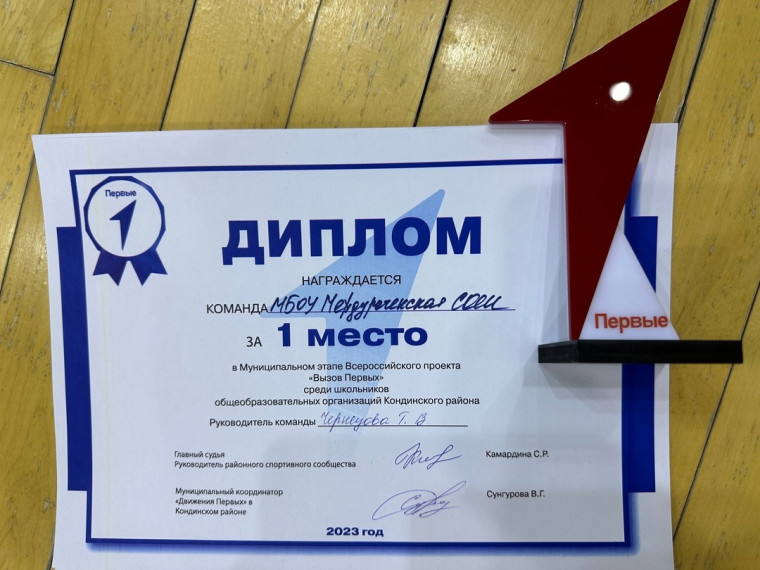 Первые
ДИПЛОМ
НАГРАЖДАЕТСЯ
КОМАНДА МБОУ Междуреченская СОШ
ЗА 1 место
в Муниципальном этапе Всероссийского проекта
«Вызов Первых»
среди школьников
общеобразовательных организаций Кондинского района
Руководитель команды Чернецова Т. В
Главный судья
Руководитель районного спортивного сообщества
Камардина С.Р.
Муниципальный координатор
«Движения Первых» в
Кондинском районе
Сунгурова В.Г.
2023 год
Первые